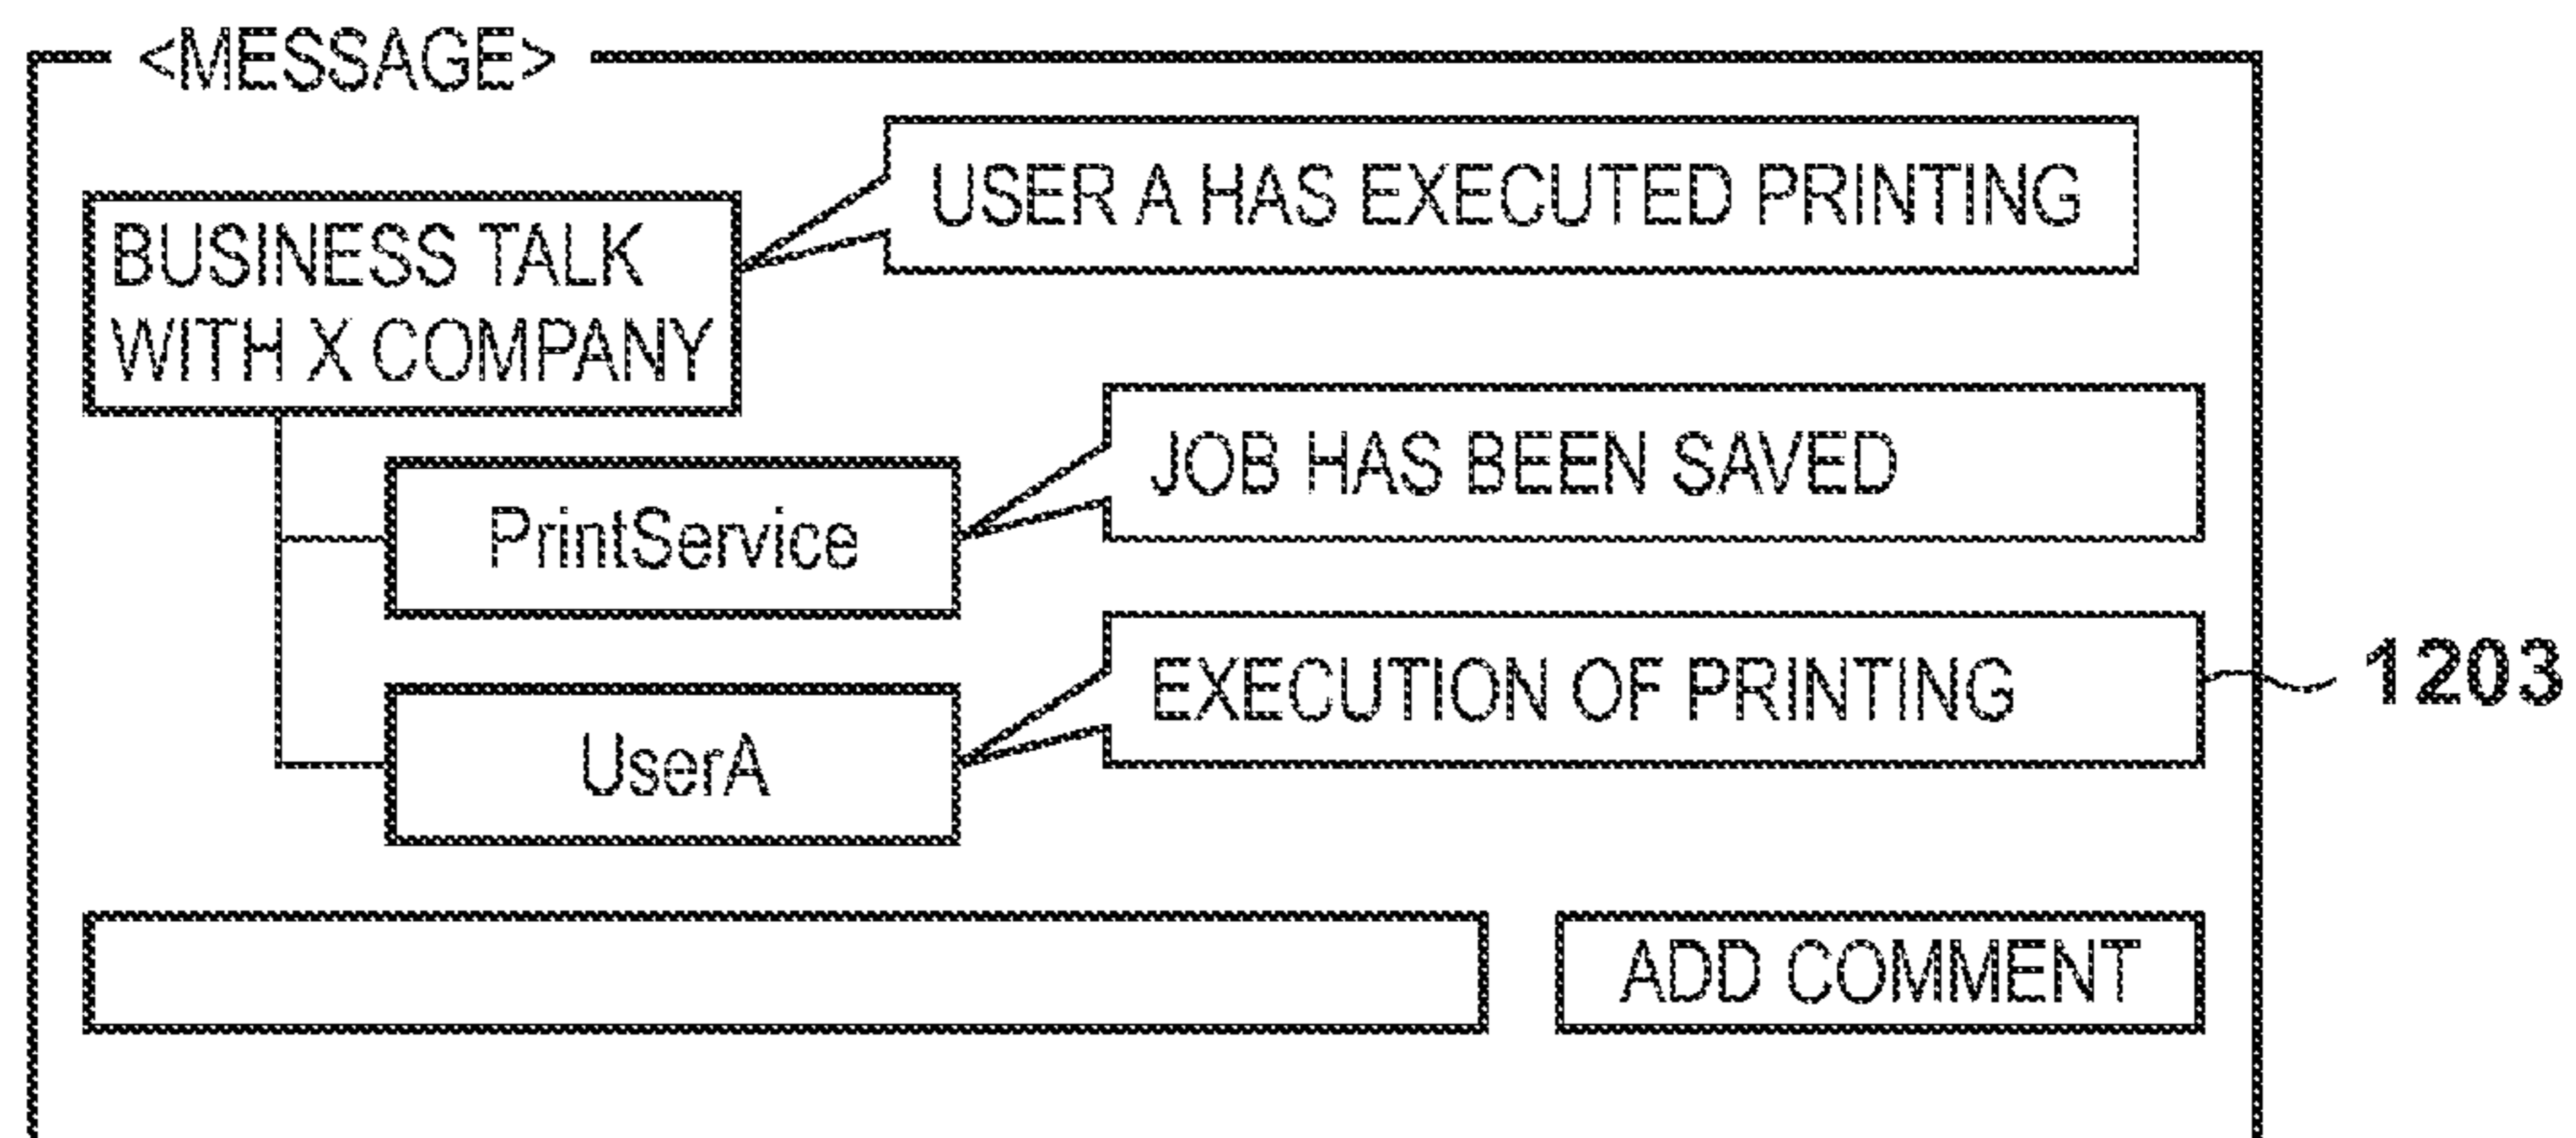 <MESSAGE>
USER A HAS EXECUTED PRINTING
BUSINESS TALK
WITH X COMPANY
JOB HAS BEEN SAVED
PrintService
EXECUTION OF PRINTING
1203
UserA
ADD COMMENT